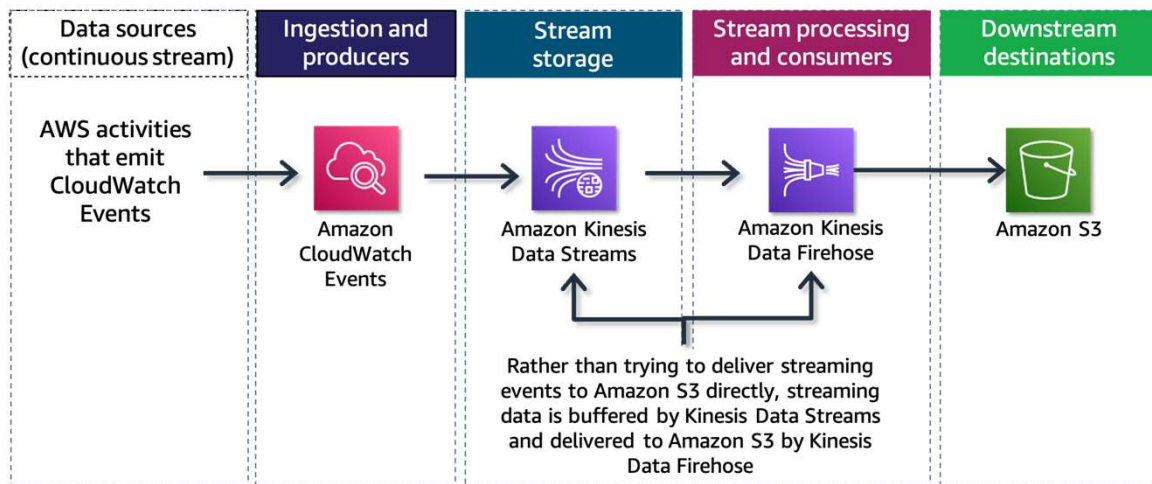 Data sources
(continuous stream)
Ingestion and
producers
Stream
storage
Stream processing
and consumers
Downstream
destinations
AWS activities
that emit
CloudWatch
Events
Amazon
CloudWatch
Events
Amazon Kinesis
Data Streams
Amazon Kinesis
Data Firehose
Amazon S3
Rather than trying to deliver streaming
events to Amazon S3 directly, streaming
data is buffered by Kinesis Data Streams
and delivered to Amazon S3 by Kinesis
Data Firehose